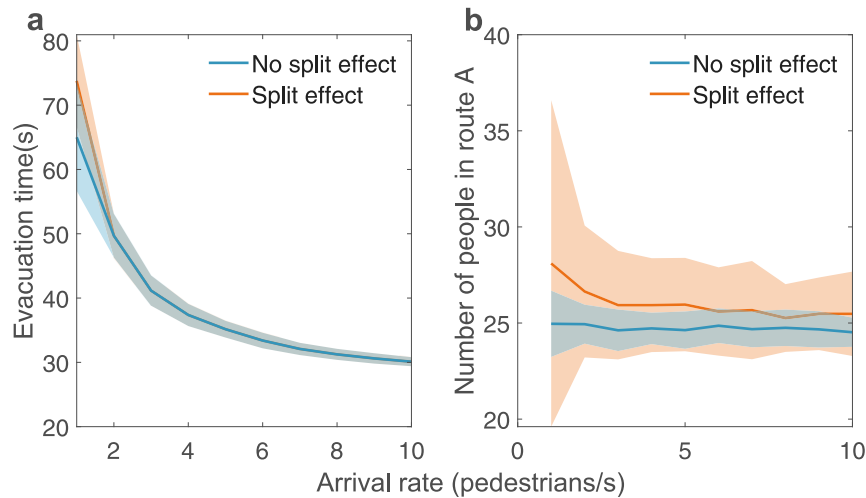 a
No split effect
Split effect
80
70
60
50
40
30
20
2
4
6
8
10
Evacuation time(s)
b
No split effect
Split effect
40
35
30
25
20
0
5
10
Number of people in route A
Arrival rate (pedestrians/s)